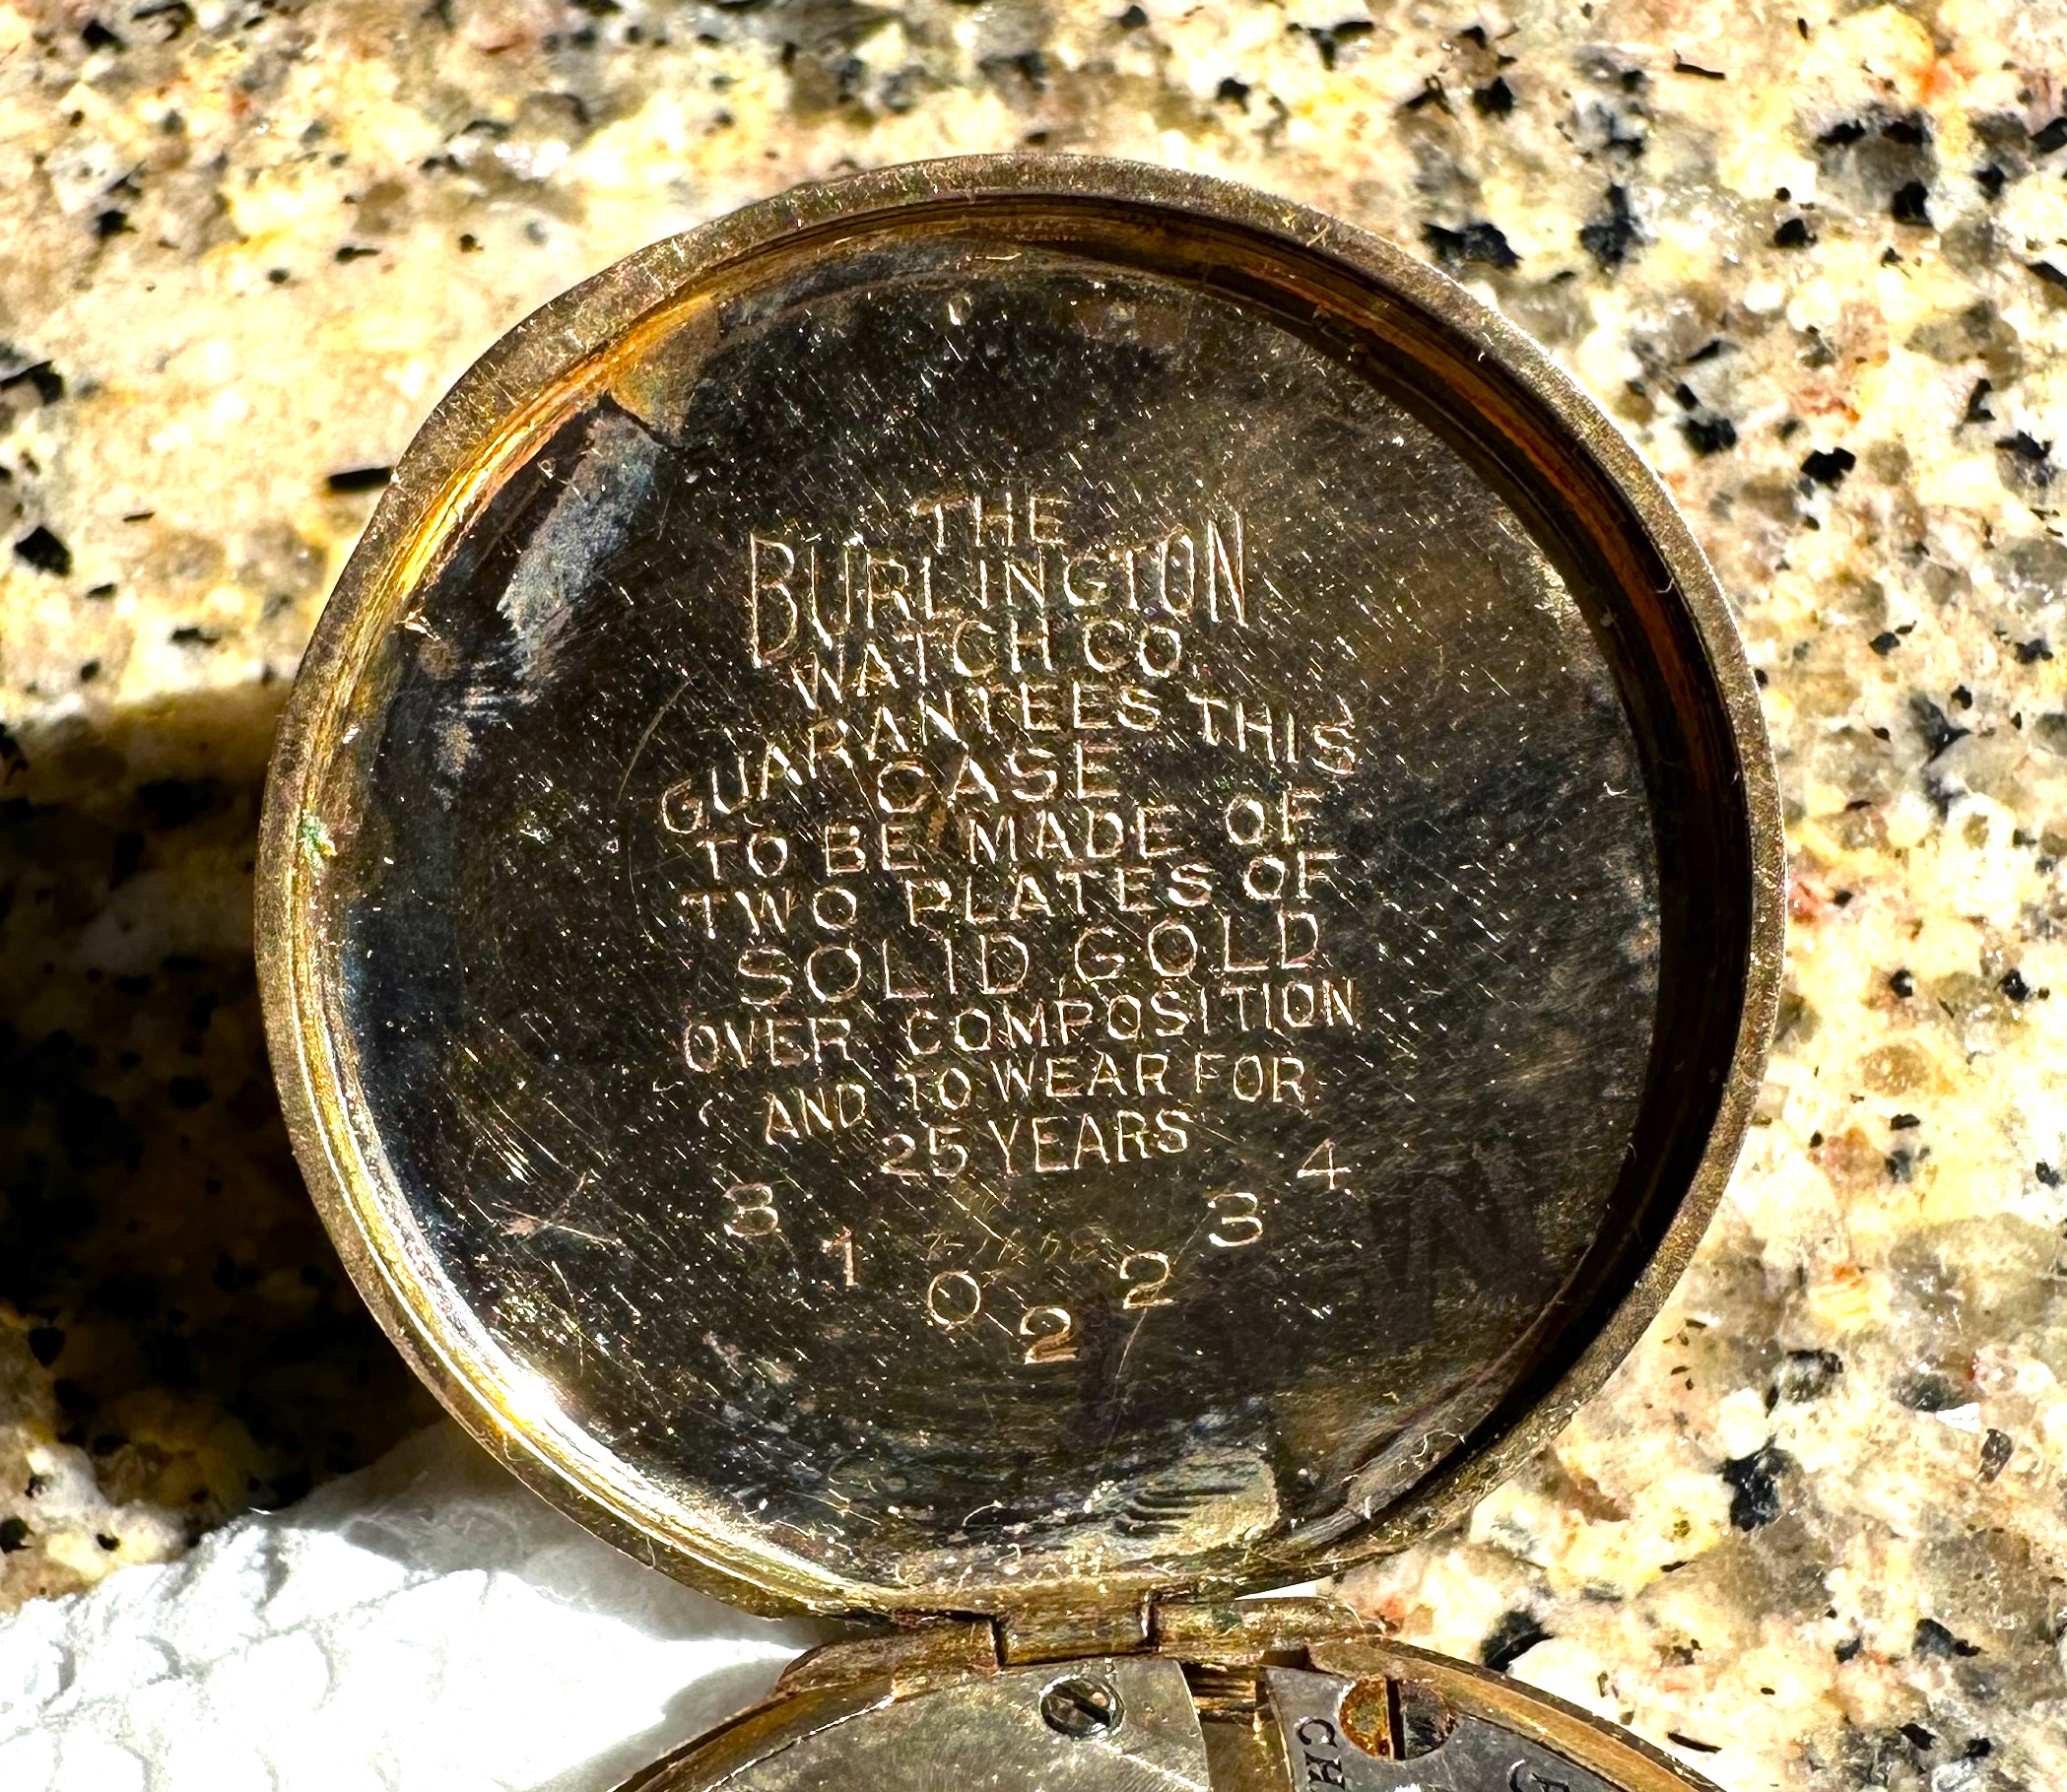 THE
BURLINGTON
WATCH CO.
GUARANTEES THIS
CASE
TO BE MADE OF
TWO PLATES OF
SOLID GOLD
OVER COMPOSITION
AND TO WEAR FOR
25 YEARS
3102234
CH